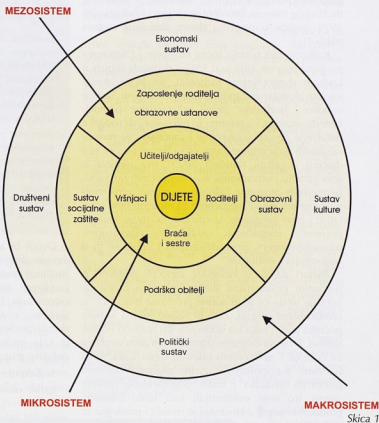 MEZOSISTEM
Ekonomski
sustav
Zaposlenje roditelja
obrazovne ustanove
Učitelji/odgajatelji
Društveni
sustav
Sustav
socijalne
zaštite
Vršnjaci
DIJETE
Roditelji
Obrazovni
sustav
Sustav
kulture
Braća
i sestre
Podrška obitelji
Politički
sustav
MIKROSISTEM
MAKROSISTEM
Skica 1